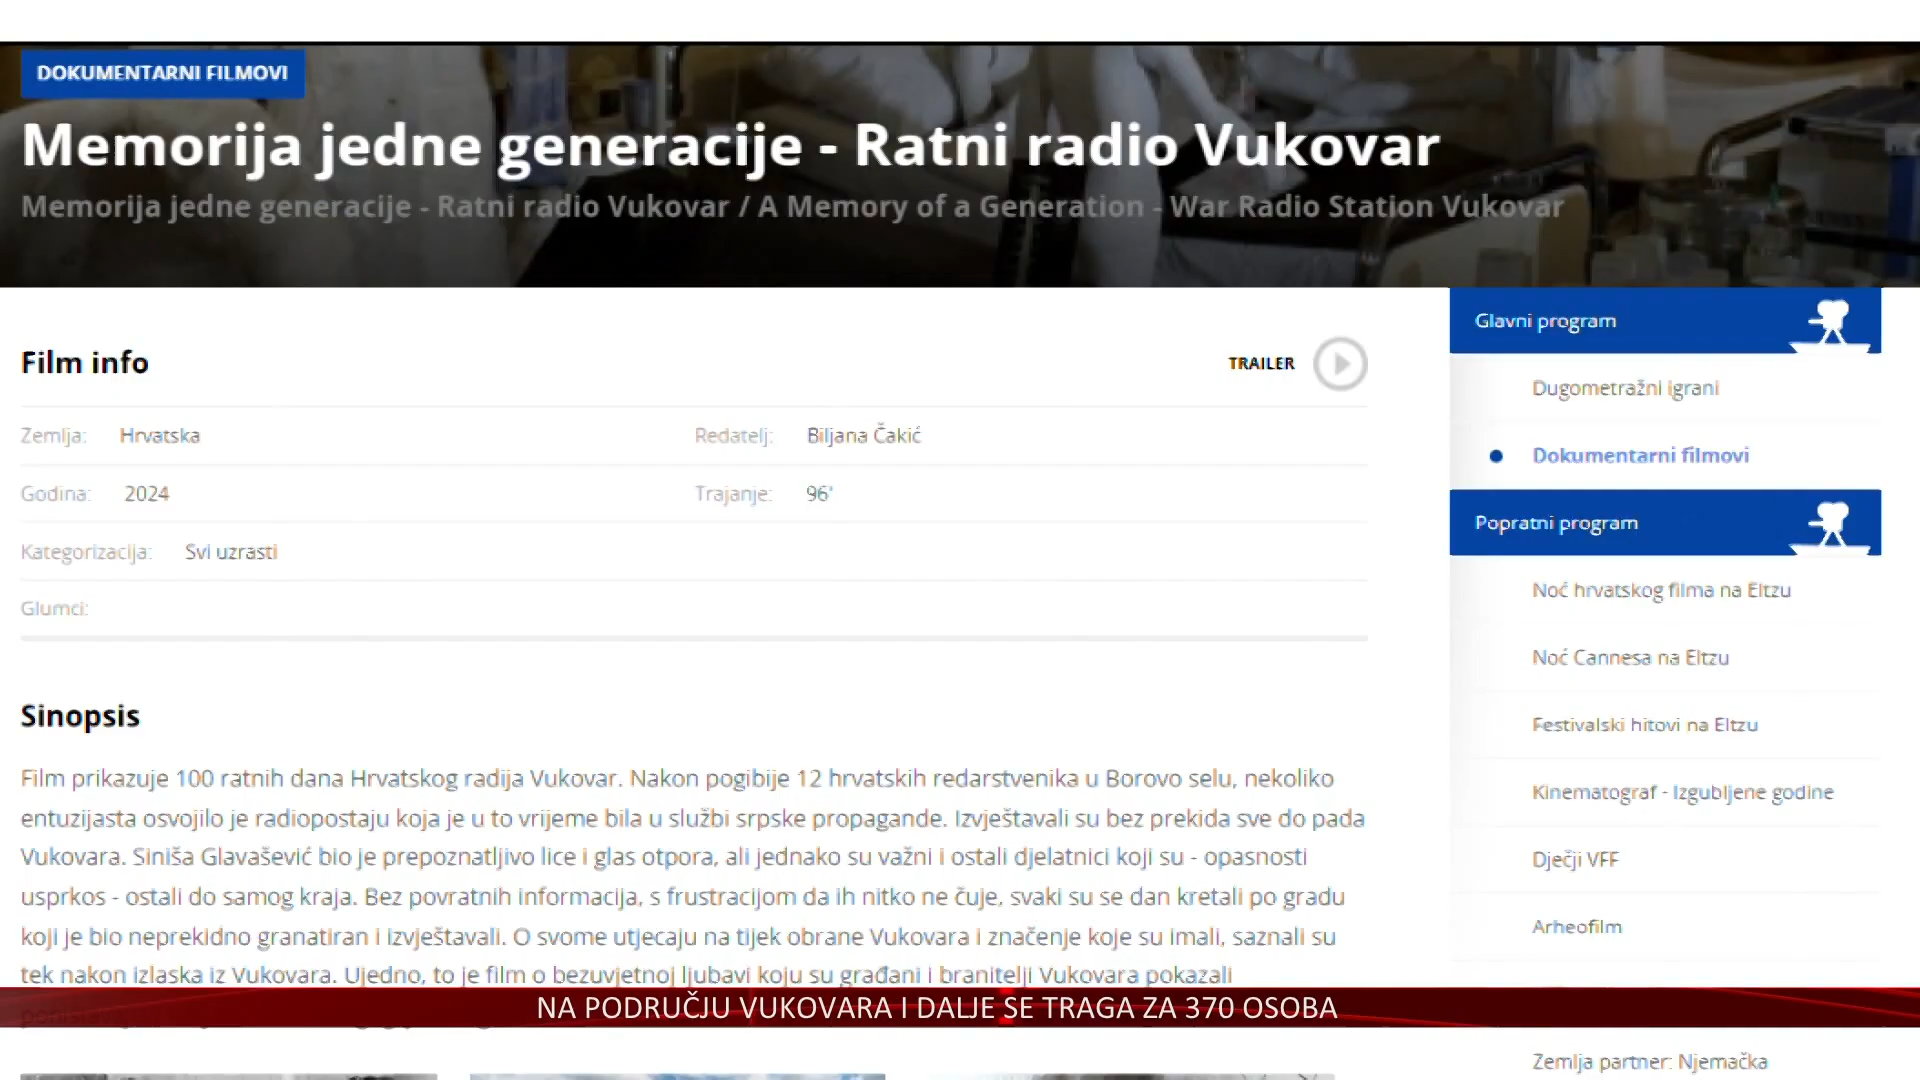 DOKUMENTARNI FILMOVI
Memorija jedne generacije - Ratni radio Vukovar
Memorija jedne generacije - Ratni radio Vukovar / A Memory of a Generation - War Radio Station Vukovar
Film info
TRAILER
Zemlja: Hrvatska
Redatelj: Biljana Čakić
Godina: 2024
Trajanje: 96'
Kategorizacija: Svi uzrasti
Glumci:
Sinopsis
Film prikazuje 100 ratnih dana Hrvatskog radija Vukovar. Nakon pogibije 12 hrvatskih redarstvenika u Borovo selu, nekoliko
entuzijasta osvojilo je radiopostaju koja je u to vrijeme bila u službi srpske propagande. Izvještavali su bez prekida sve do pada
Vukovara. Siniša Glavašević bio je prepoznatljivo lice i glas otpora, ali jednako su važni i ostali djelatnici koji su - opasnosti
usprkos - ostali do samog kraja. Bez povratnih informacija, s frustracijom da ih nitko ne čuje, svaki su se dan kretali po gradu
koji je bio neprekidno granatiran i izvještavali. O svome utjecaju na tijek obrane Vukovara i značenje koje su imali, saznali su
tek nakon izlaska iz Vukovara. Ujedno, to je film o bezuvjetnoj ljubavi koju su građani i branitelji Vukovara pokazali
Glavni program
Dugometražni igrani
Dokumentarni filmovi
Popratni program
Noć hrvatskog filma na Eltzu
Noć Cannesa na Eltzu
Festivalski hitovi na Eltzu
Kinematograf - Izgubljene godine
Dječji VFF
Arheofilm
NA PODRUČJU VUKOVARA I DALJE SE TRAGA ZA 370 OSOBA
Zemlja partner: Njemačka